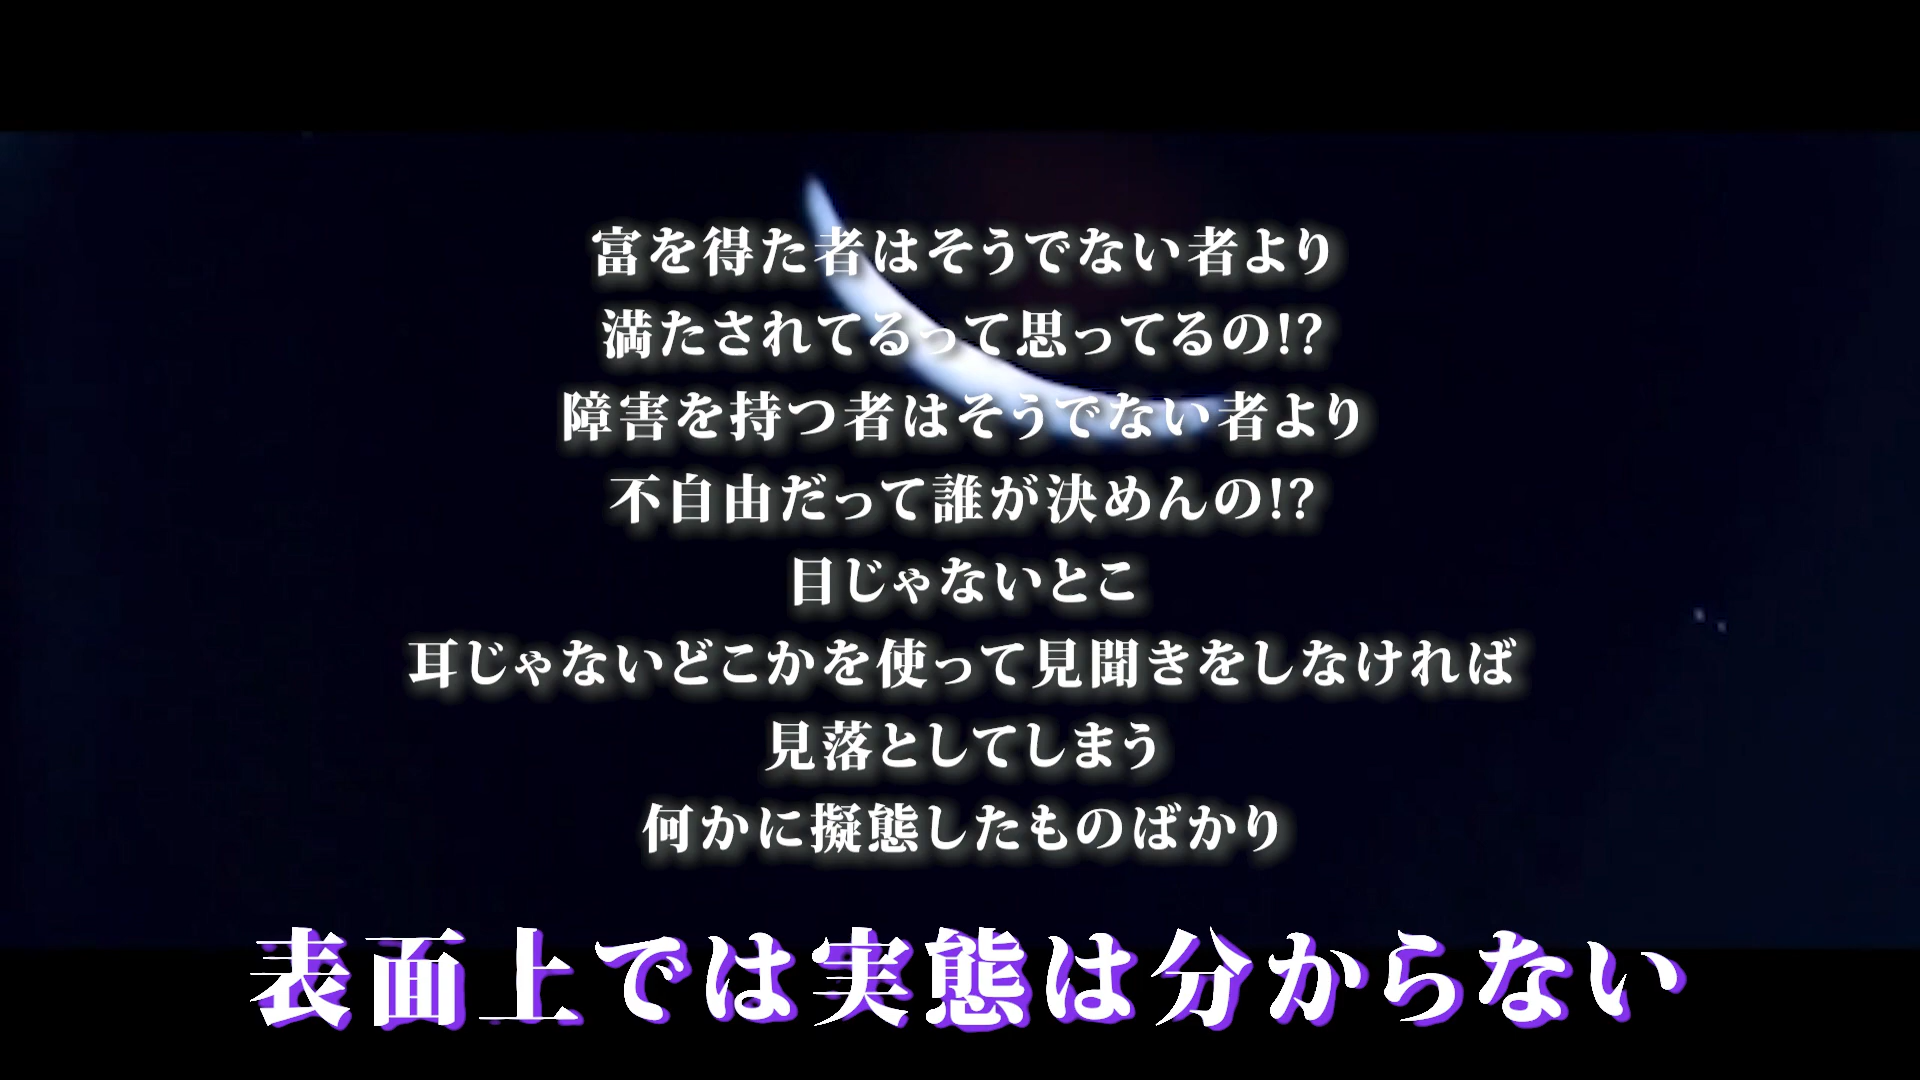 富を得た者はそうでない者より
満たされてるって思ってるの!?
障害を持つ者はそうでない者より
不自由だって誰が決めんの!?
目じゃないとこ
耳じゃないどこかを使って見聞きをしなければ
見落としてしまう
何かに擬態したものばかり
表面上では実態は分からない